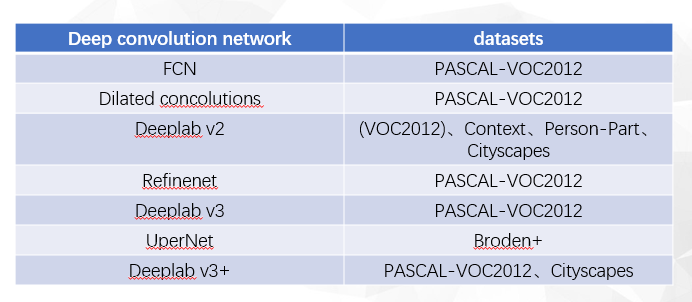 Deep convolution network datasets
FCN PASCAL-VOC2012
Dilated concolutions PASCAL-VOC2012
Deeplab v2 (VOC2012)、Context、Person-Part、
Cityscapes
Refinenet PASCAL-VOC2012
Deeplab v3 PASCAL-VOC2012
UperNet Broden+
Deeplab v3+ PASCAL-VOC2012、Cityscapes